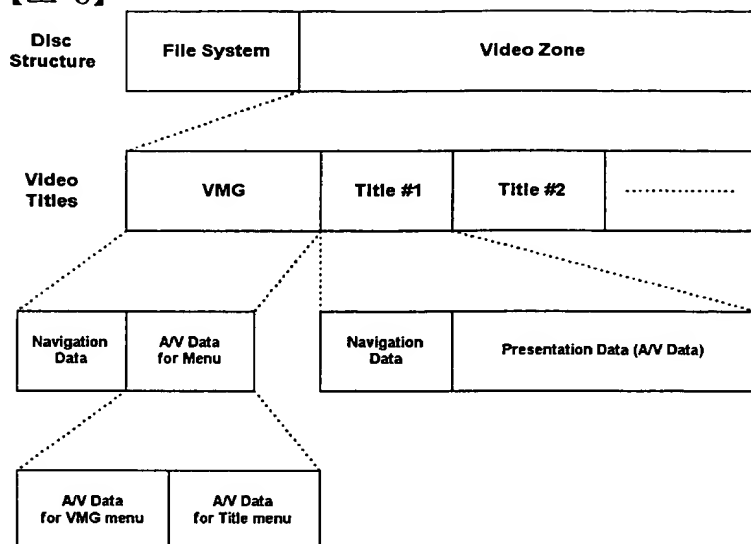 Disc
Structure
File System
Video Zone
Video
Titles
VMG
Title #1
Title #2
Navigation
Data
A/V Data
for Menu
Navigation
Data
Presentation Data (A/V Data)
A/V Data
for VMG menu
A/V Data
for Title menu